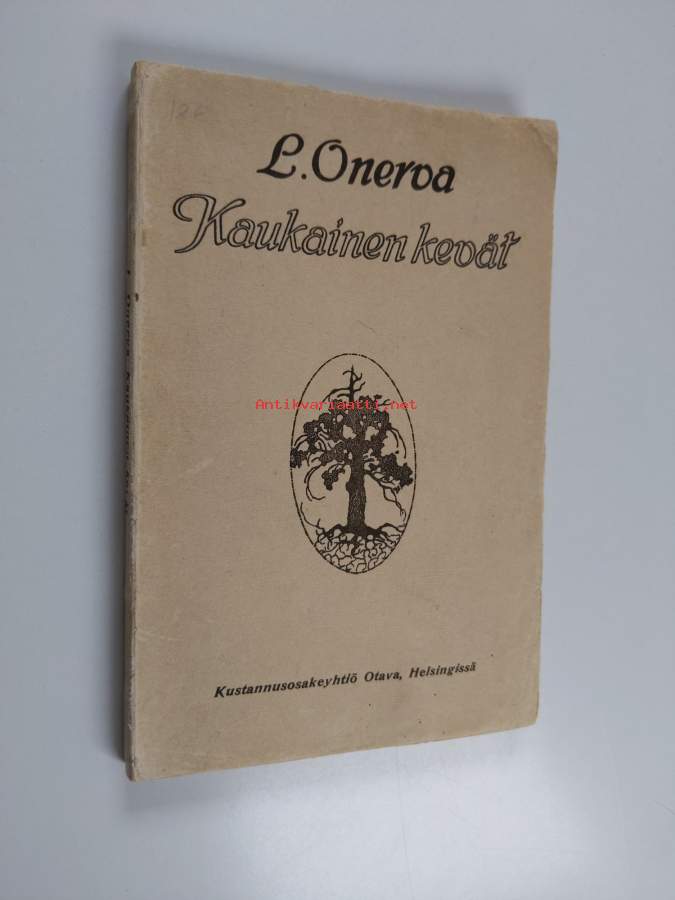 L. Onerva
Kaukainen kevät
Antikvariaatti.net
Kustannusosakeyhtiö Otava, Helsingissä